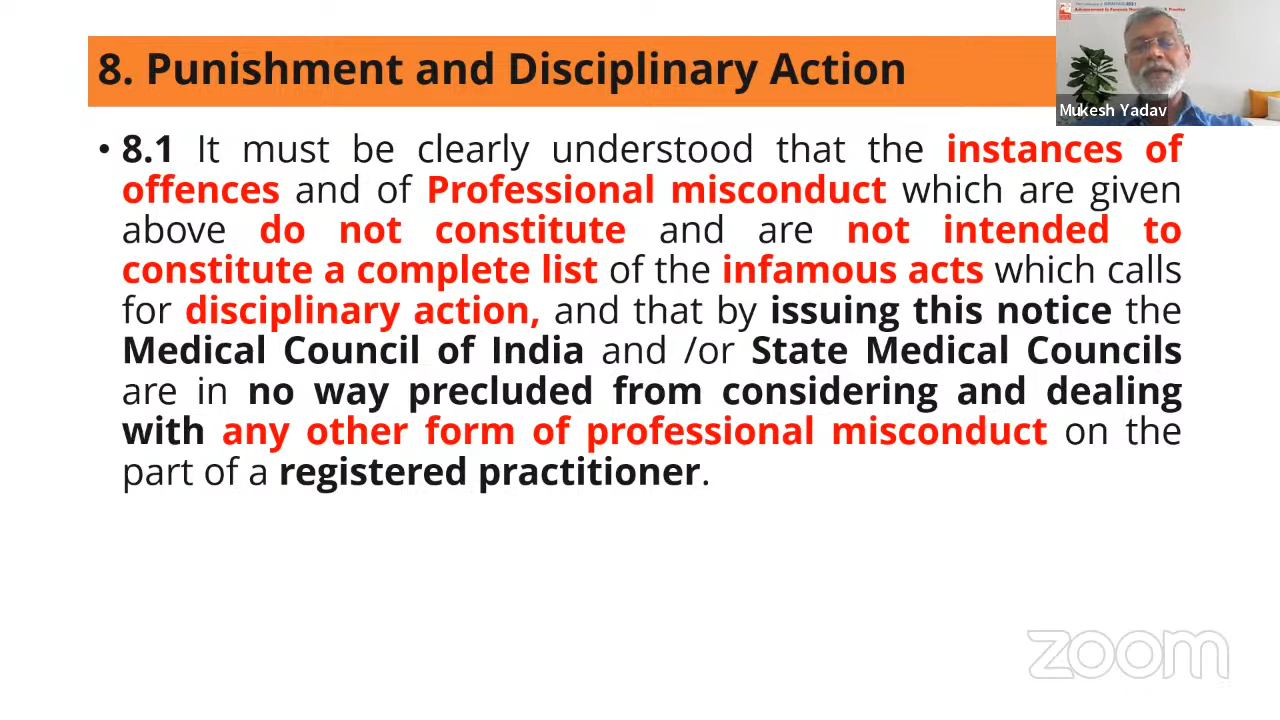 8. Punishment and Disciplinary Action
Mukesh Yadav
• 8.1 It must be clearly understood that the instances of
offences and of Professional misconduct which are given
above do not constitute and are not intended to
constitute a complete list of the infamous acts which calls
for disciplinary action, and that by issuing this notice the
Medical Council of India and /or State Medical Councils
are in no way precluded from considering and dealing
with any other form of professional misconduct on the
part of a registered practitioner.
zoom